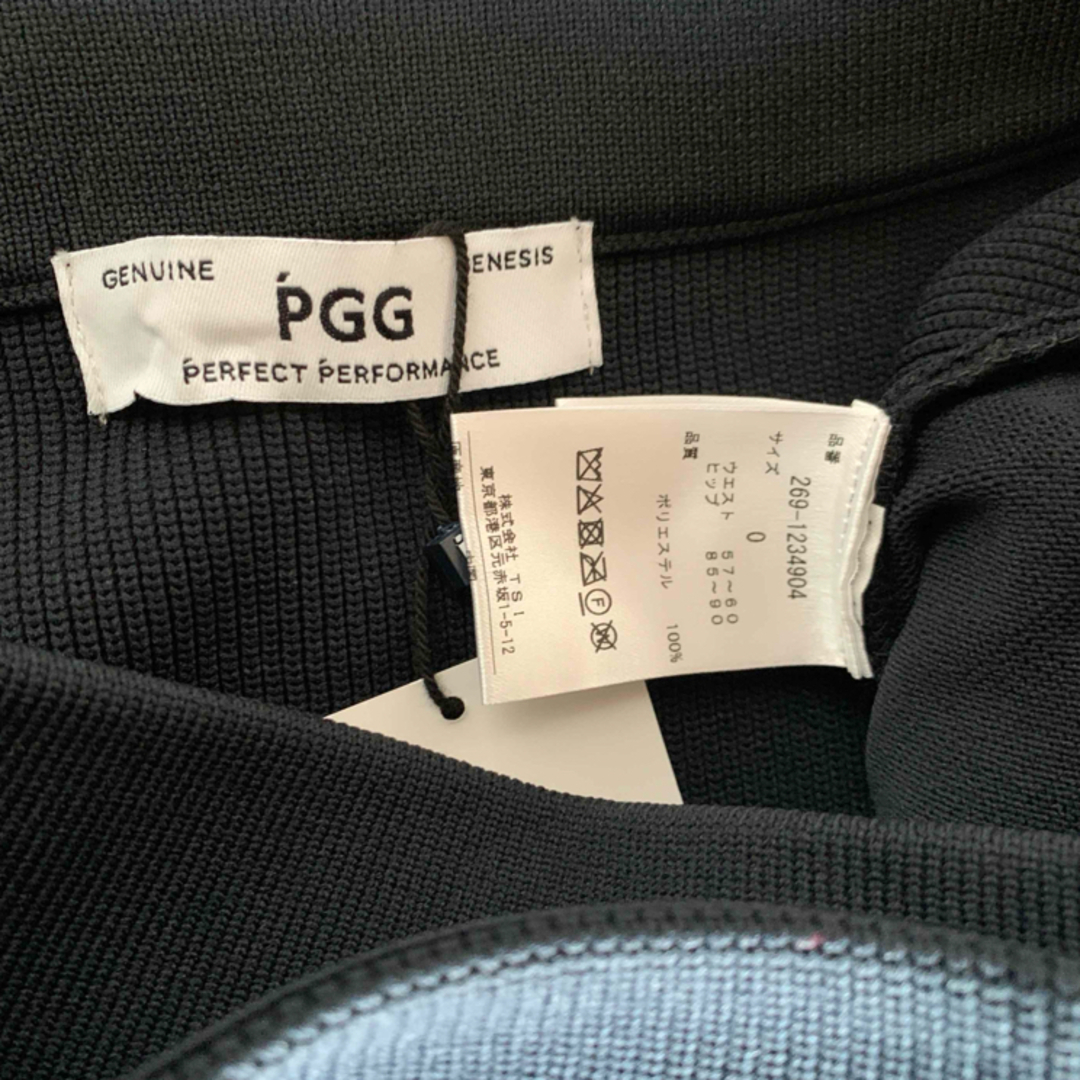 GENUINE
ENESIS
PGG
PERFECT PERFORMANCE
品番
269-1234904
サイズ
0
ウエスト 57~60
ヒップ 85~90
品質
ポリエステル 100%
F
W
株式会社 TSI
東京都港区元赤坂1-5-12